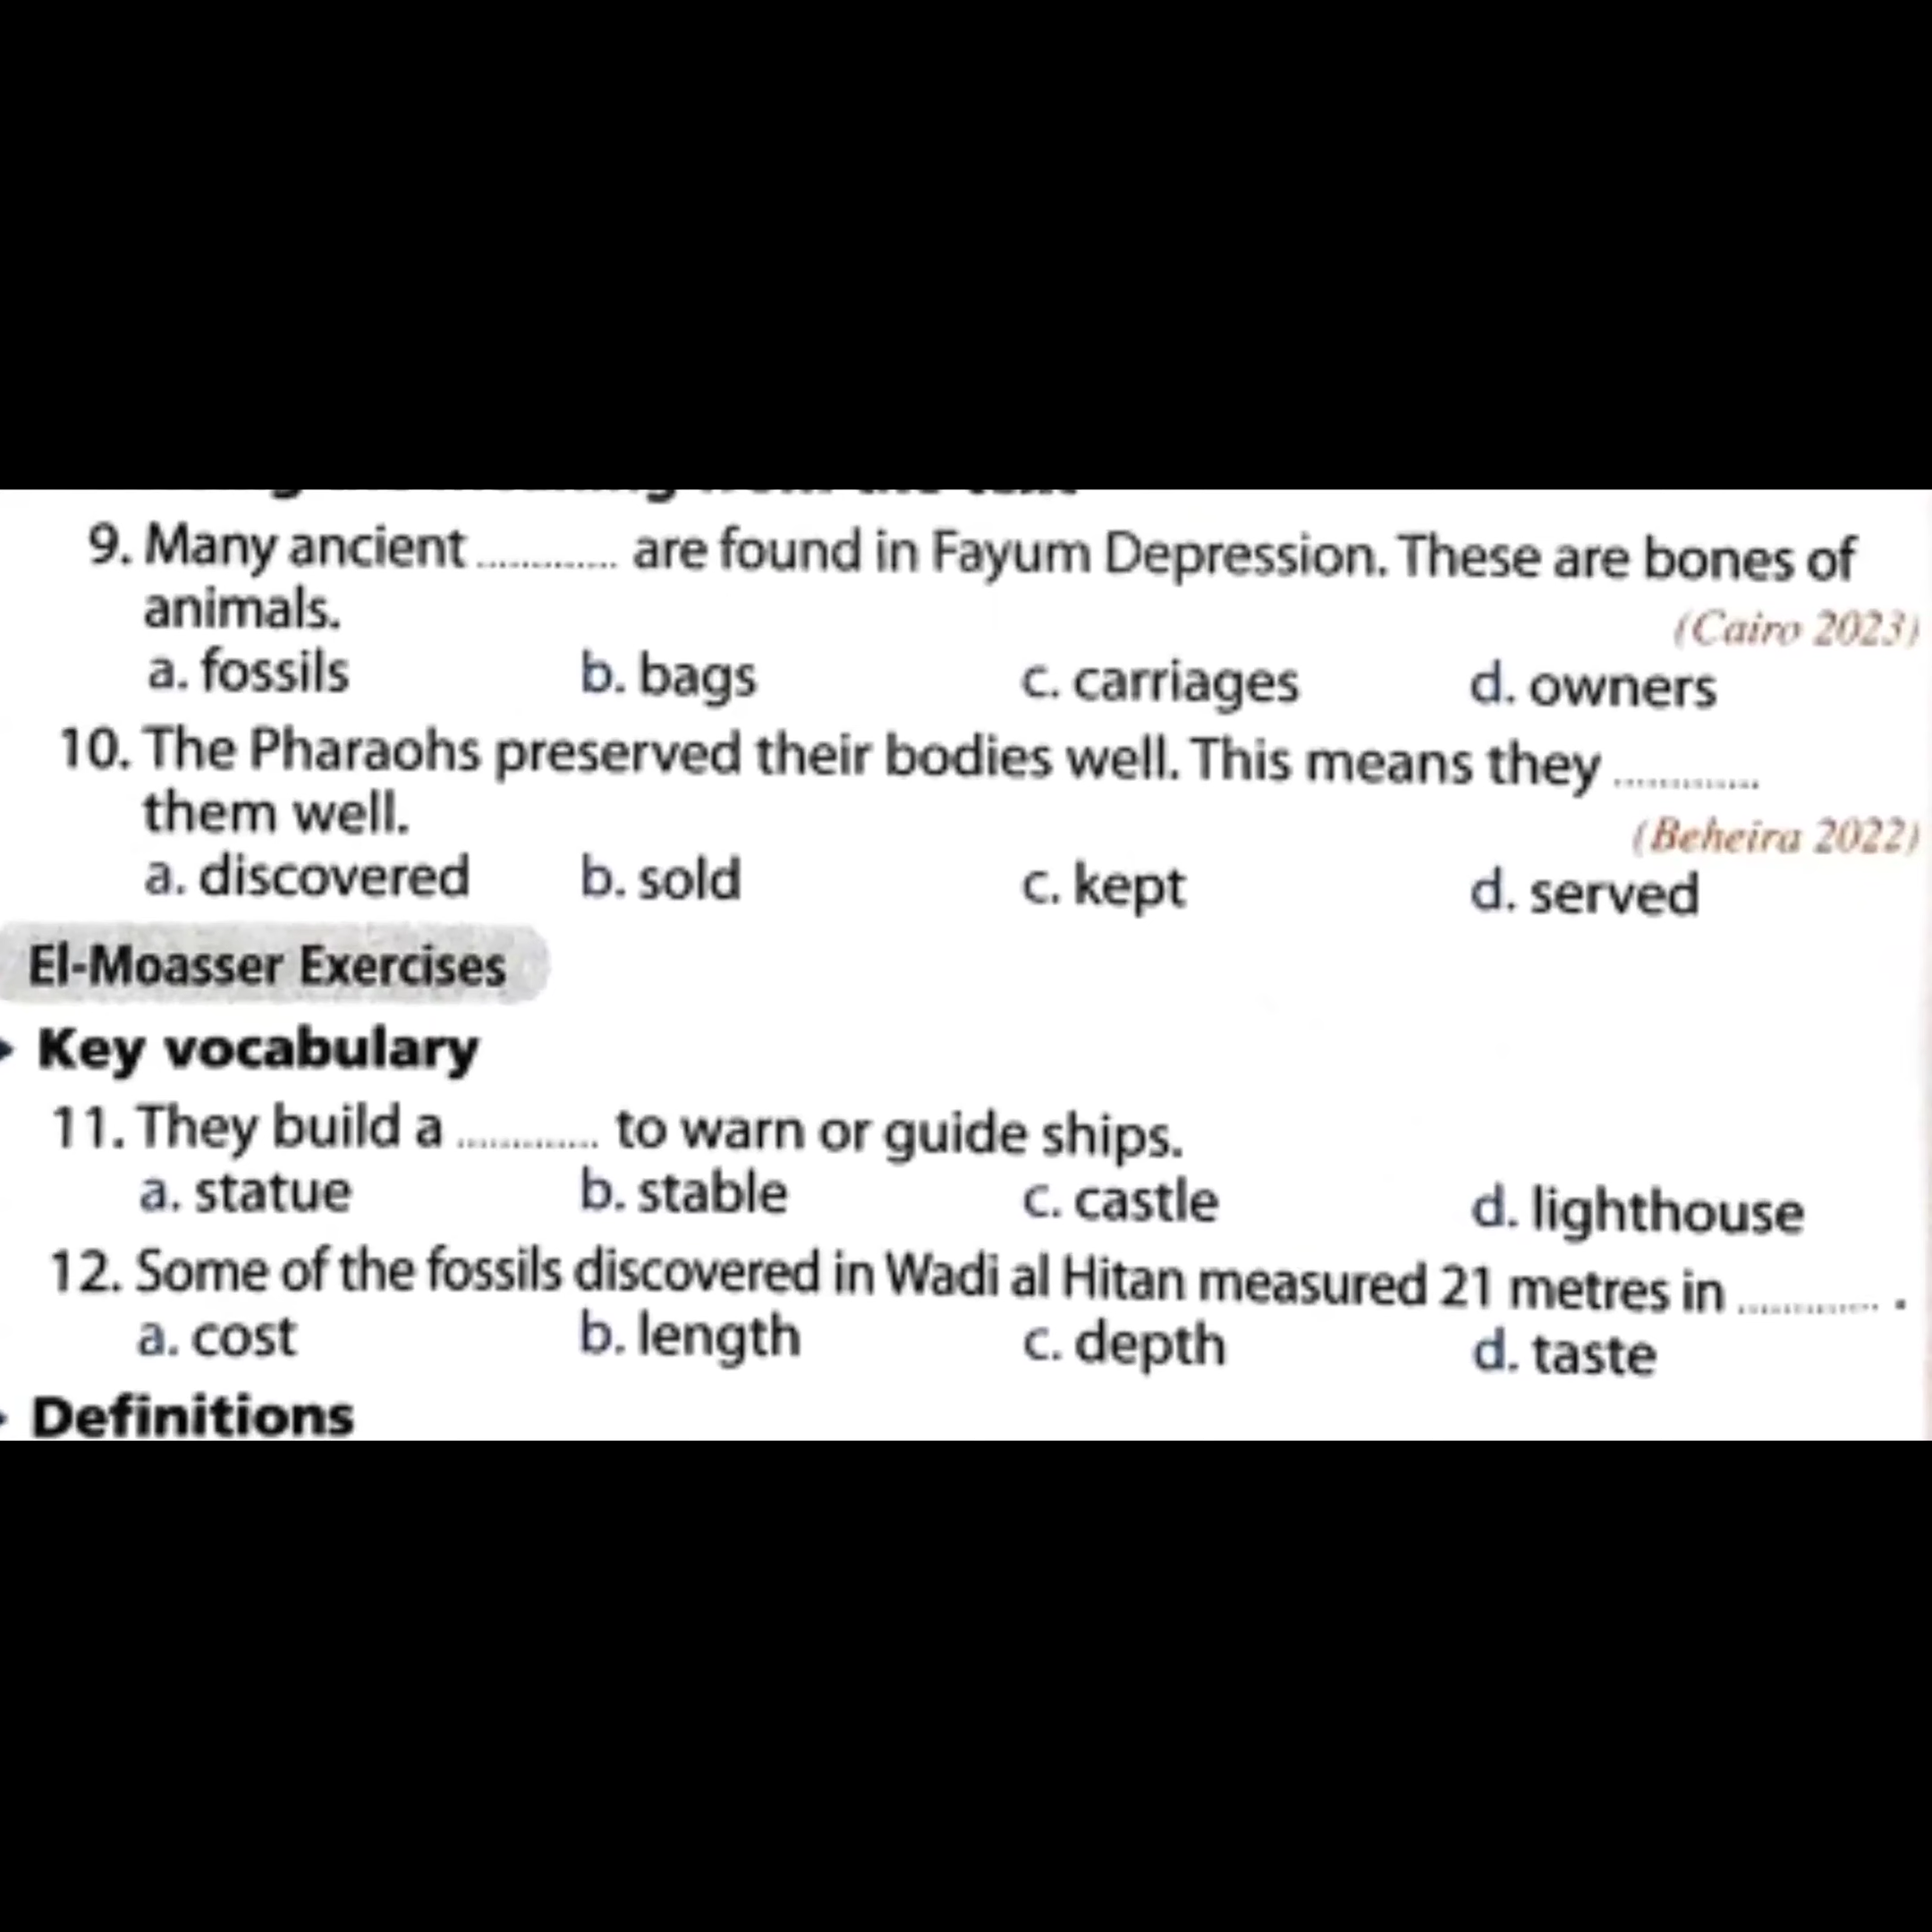 9. Many ancient ............. are found in Fayum Depression. These are bones of
animals.
(Cairo 2023)
a. fossils b. bags c. carriages d. owners
10. The Pharaohs preserved their bodies well. This means they .............
them well.
(Beheira 2022)
a. discovered b. sold c. kept d. served
El-Moasser Exercises
Key vocabulary
11. They build a ............. to warn or guide ships.
a. statue b. stable c. castle d. lighthouse
12. Some of the fossils discovered in Wadi al Hitan measured 21 metres in ............. .
a. cost b. length c. depth d. taste
Definitions